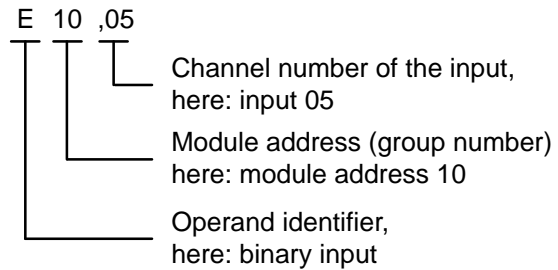 E 10 ,05
Channel number of the input,
here: input 05
Module address (group number)
here: module address 10
Operand identifier,
here: binary input